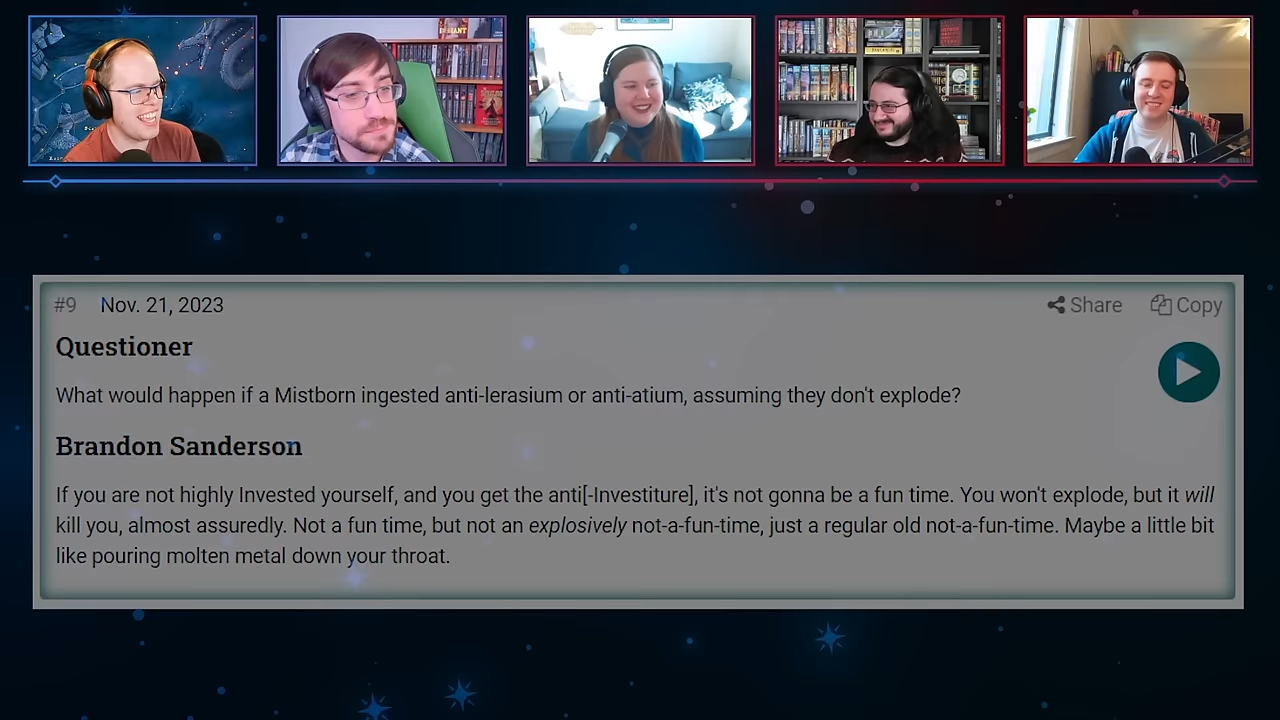 #9 Nov. 21, 2023 Share Copy
Questioner
What would happen if a Mistborn ingested anti-lerasium or anti-atium, assuming they don't explode?
Brandon Sanderson
If you are not highly Invested yourself, and you get the anti[-Investiture], it's not gonna be a fun time. You won't explode, but it will
kill you, almost assuredly. Not a fun time, but not an explosively not-a-fun-time, just a regular old not-a-fun-time. Maybe a little bit
like pouring molten metal down your throat.